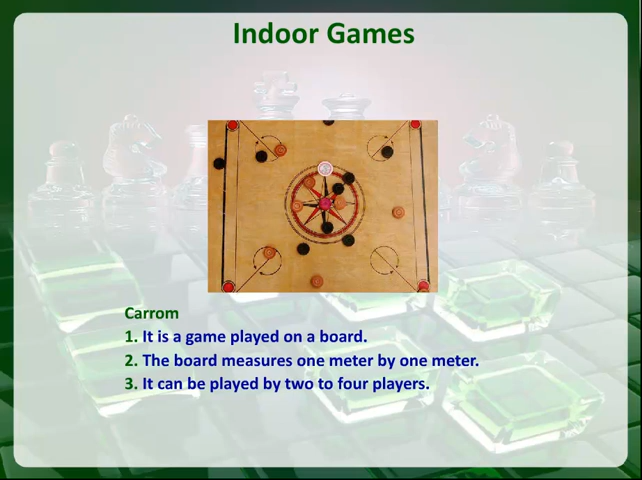 Indoor Games
Carrom
1. It is a game played on a board.
2. The board measures one meter by one meter.
3. It can be played by two to four players.